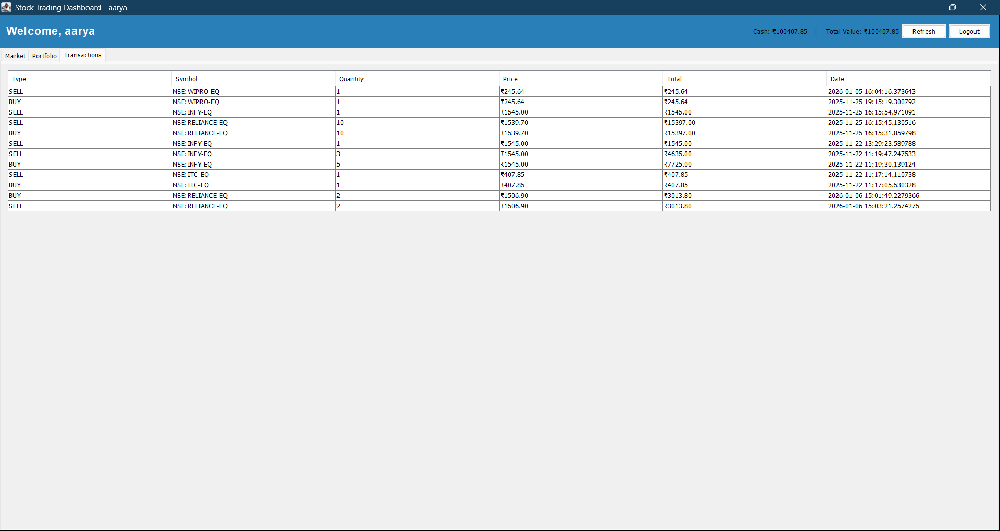 Stock Trading Dashboard - aarya
Welcome, aarya
Cash: ₹100407.85 | Total Value: ₹100407.85 Refresh Logout
Market Portfolio Transactions
Type Symbol Quantity Price Total Date
SELL NSE:WIPRO-EQ 1 ₹245.64 ₹245.64 2026-01-05 16:04:16.373643
BUY NSE:WIPRO-EQ 1 ₹245.64 ₹245.64 2025-11-25 19:15:19.300792
SELL NSE:INFY-EQ 1 ₹1545.00 ₹1545.00 2025-11-25 16:15:54.971091
SELL NSE:RELIANCE-EQ 10 ₹1539.70 ₹15397.00 2025-11-25 16:15:45.130516
BUY NSE:RELIANCE-EQ 10 ₹1539.70 ₹15397.00 2025-11-25 16:15:31.859798
SELL NSE:INFY-EQ 1 ₹1545.00 ₹1545.00 2025-11-22 13:29:23.589788
SELL NSE:INFY-EQ 3 ₹1545.00 ₹4635.00 2025-11-22 11:19:47.247533
BUY NSE:INFY-EQ 5 ₹1545.00 ₹7725.00 2025-11-22 11:19:30.139124
SELL NSE:ITC-EQ 1 ₹407.85 ₹407.85 2025-11-22 11:17:14.110738
BUY NSE:ITC-EQ 1 ₹407.85 ₹407.85 2025-11-22 11:17:05.530328
BUY NSE:RELIANCE-EQ 2 ₹1506.90 ₹3013.80 2026-01-06 15:01:49.2279366
SELL NSE:RELIANCE-EQ 2 ₹1506.90 ₹3013.80 2026-01-06 15:03:21.2574275